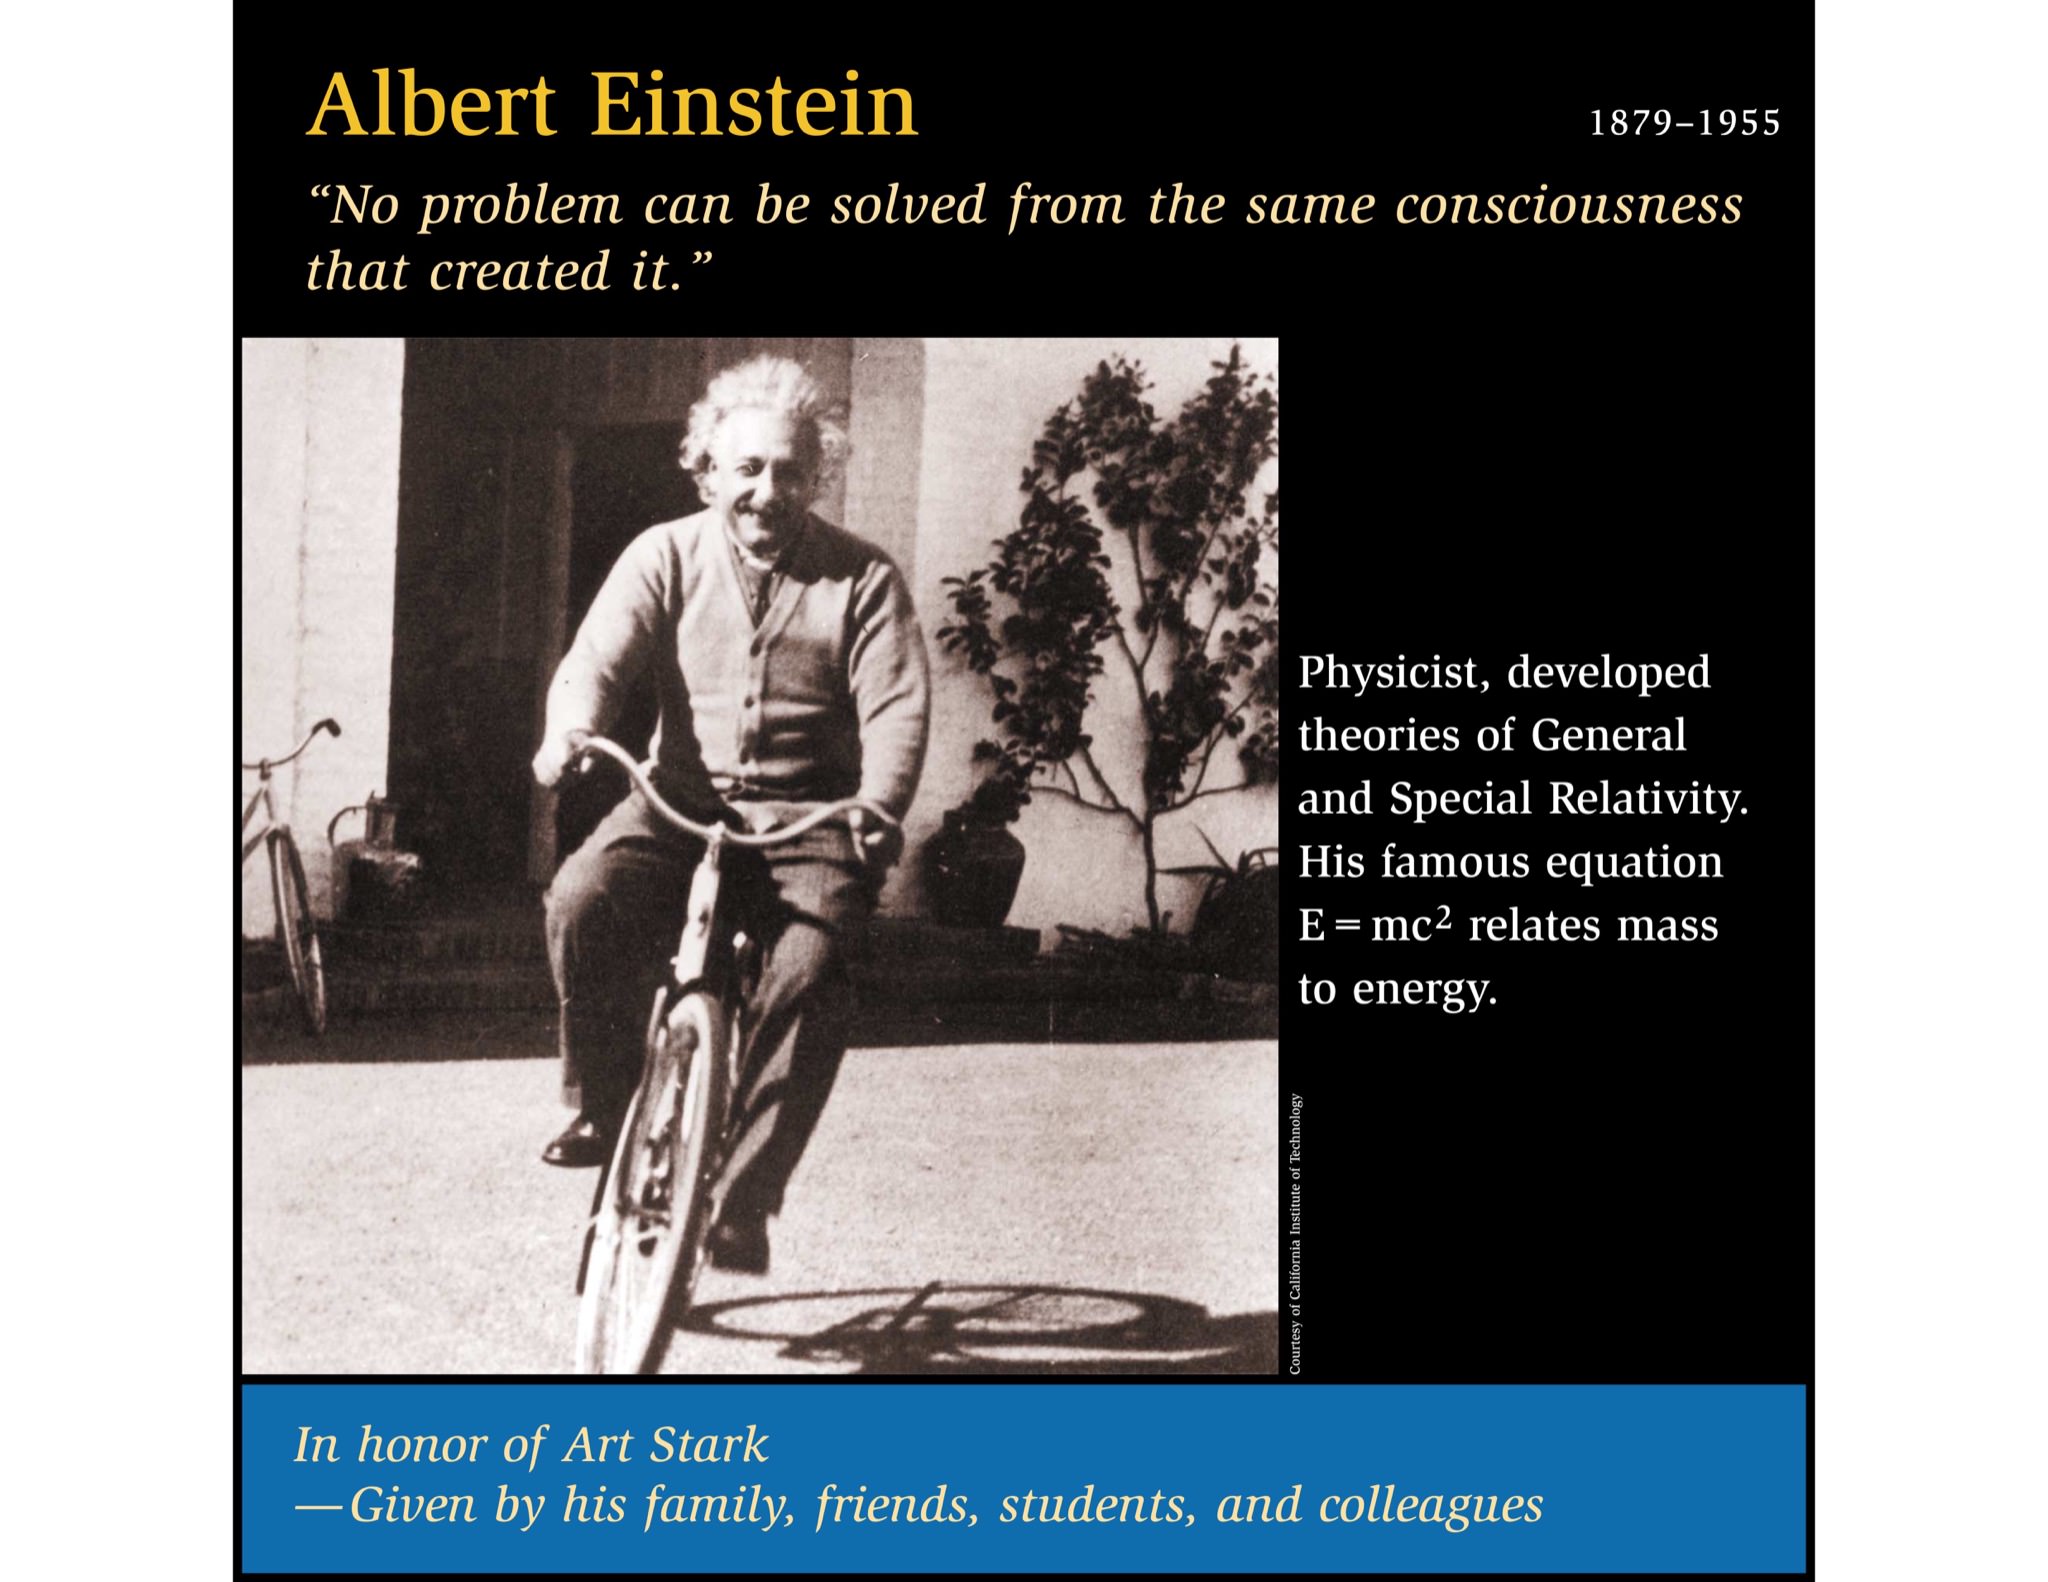 Albert Einstein
1879–1955
“No problem can be solved from the same consciousness
that created it.”
Physicist, developed
theories of General
and Special Relativity.
His famous equation
E = mc² relates mass
to energy.
Courtesy of California Institute of Technology
In honor of Art Stark
—Given by his family, friends, students, and colleagues